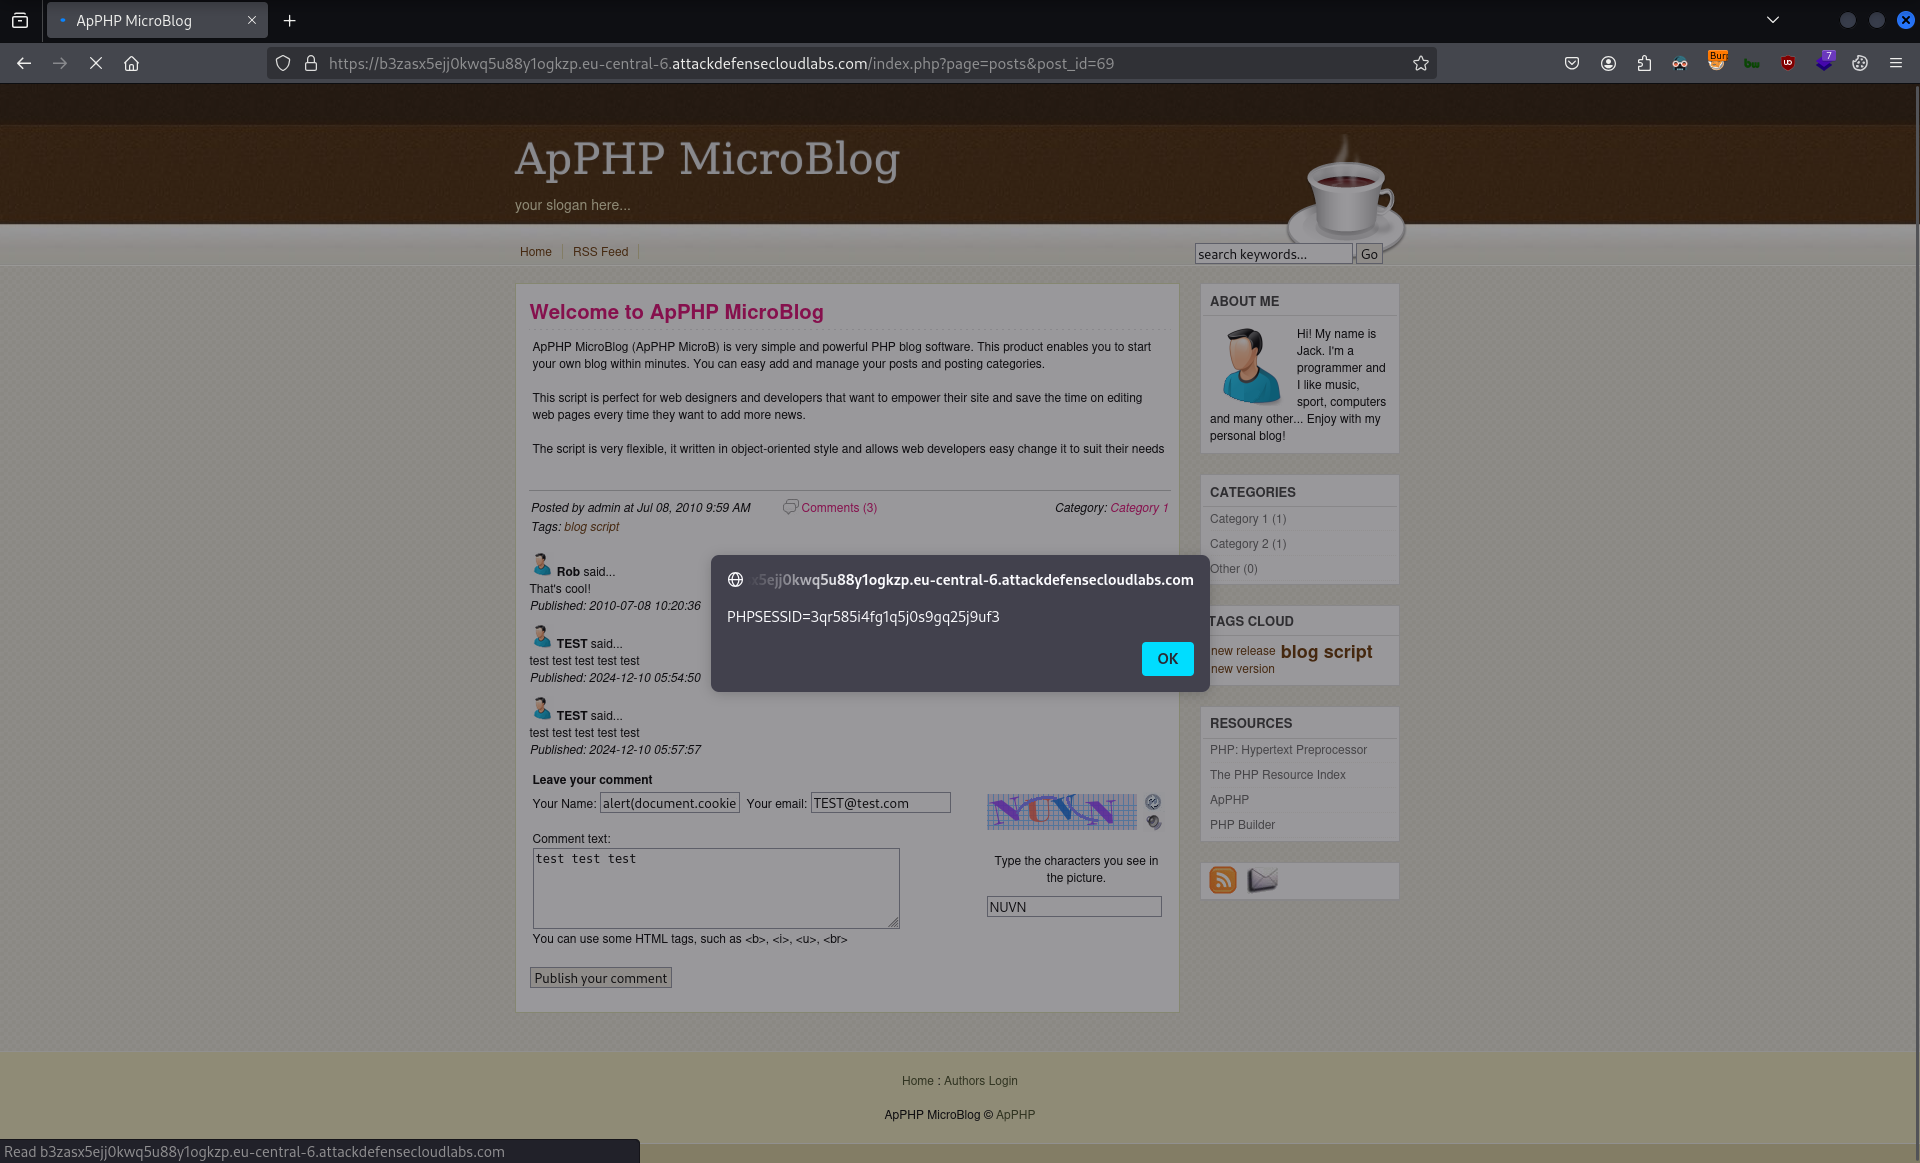 ApPHP MicroBlog
https://b3zasx5ejj0kwq5u88y1ogkzp.eu-central-6.attackdefensecloudlabs.com/index.php?page=posts&post_id=69
Burr
7
ApPHP MicroBlog
your slogan here...
Home
RSS Feed
search keywords...
Go
Welcome to ApPHP MicroBlog
ApPHP MicroBlog (ApPHP MicroB) is very simple and powerful PHP blog software. This product enables you to start
your own blog within minutes. You can easy add and manage your posts and posting categories.
This script is perfect for web designers and developers that want to empower their site and save the time on editing
web pages every time they want to add more news.
The script is very flexible, it written in object-oriented style and allows web developers easy change it to suit their needs
Posted by admin at Jul 08, 2010 9:59 AM
Comments (3)
Category: Category 1
Tags: blog script
Rob said...
That's cool!
Published: 2010-07-08 10:20:36
TEST said...
test test test test test
Published: 2024-12-10 05:54:50
TEST said...
test test test test test
Published: 2024-12-10 05:57:57
x5ejj0kwq5u88y1ogkzp.eu-central-6.attackdefensecloudlabs.com
PHPSESSID=3qr585i4fg1q5j0s9gq25j9uf3
OK
Leave your comment
Your Name: alert(document.cookie
Your email: TEST@test.com
NUVN
Comment text:
test test test
Type the characters you see in
the picture.
NUVN
You can use some HTML tags, such as <b>, <i>, <u>, <br>
Publish your comment
ABOUT ME
Hi! My name is
Jack. I'm a
programmer and
I like music,
sport, computers
and many other... Enjoy with my
personal blog!
CATEGORIES
Category 1 (1)
Category 2 (1)
Other (0)
TAGS CLOUD
new release blog script
new version
RESOURCES
PHP: Hypertext Preprocessor
The PHP Resource Index
ApPHP
PHP Builder
Home : Authors Login
ApPHP MicroBlog © ApPHP
Read b3zasx5ejj0kwq5u88y1ogkzp.eu-central-6.attackdefensecloudlabs.com